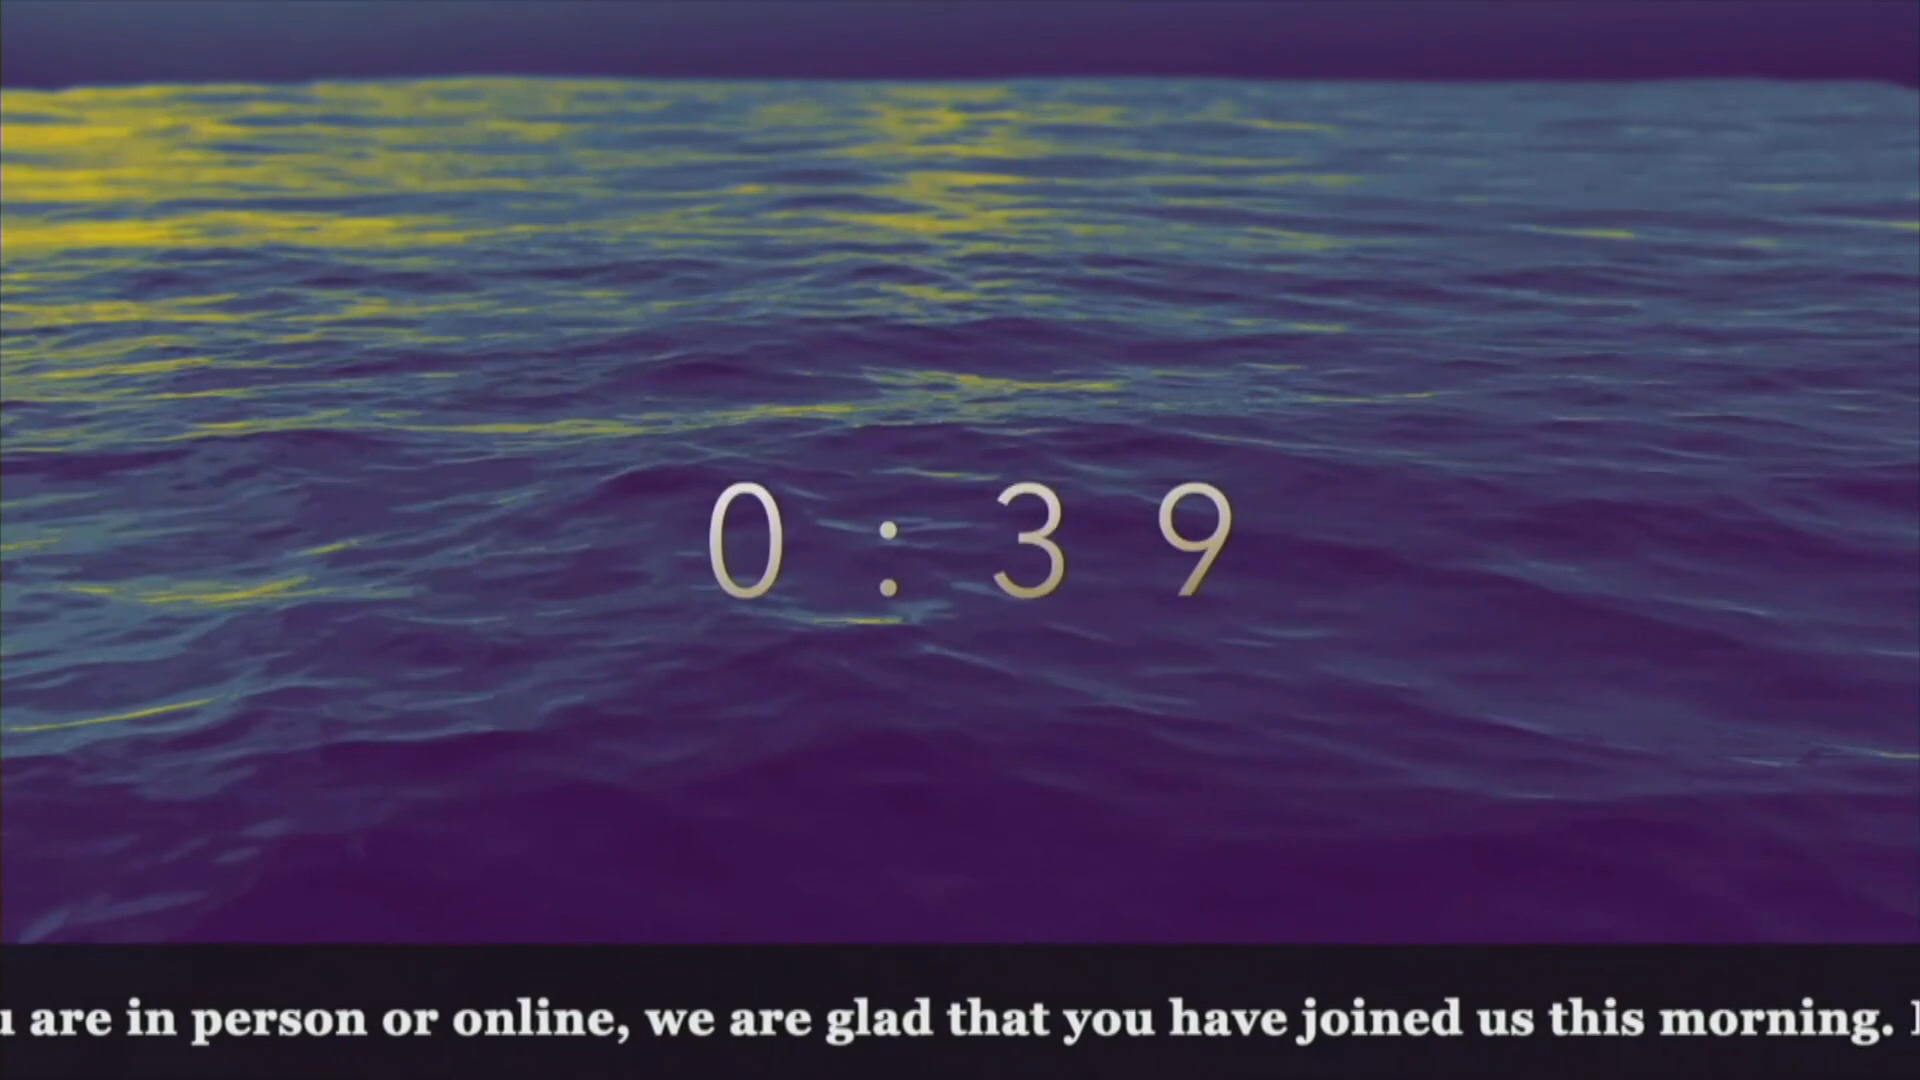 0:39
are in person or online, we are glad that you have joined us this morning.